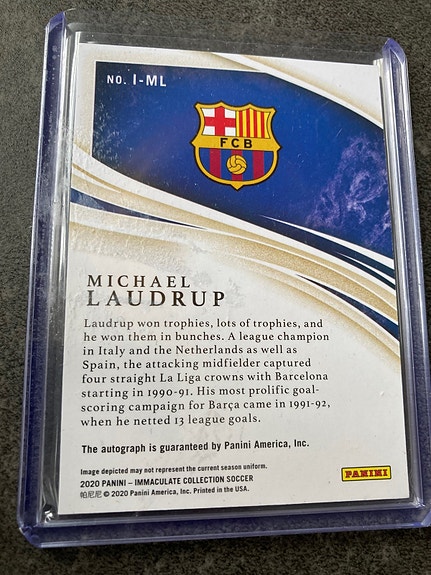 NO. I-ML
FCB
MICHAEL
LAUDRUP
Laudrup won trophies, lots of trophies, and
he won them in bunches. A league champion
in Italy and the Netherlands as well as
Spain, the attacking midfielder captured
four straight La Liga crowns with Barcelona
starting in 1990-91. His most prolific goal-
scoring campaign for Barça came in 1991-92,
when he netted 13 league goals.
The autograph is guaranteed by Panini America, Inc.
Image depicted may not represent the current season uniform.
2020 PANINI – IMMACULATE COLLECTION SOCCER
帕尼尼 © 2020 Panini America, Inc. Printed in the USA.
PANINI